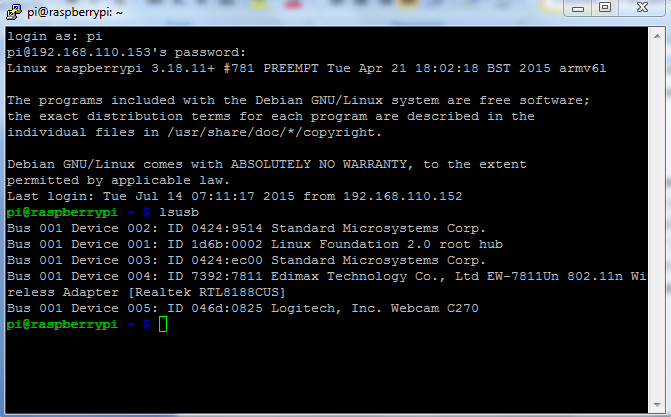 pi@raspberrypi: ~
login as: pi
pi@192.168.110.153's password:
Linux raspberrypi 3.18.11+ #781 PREEMPT Tue Apr 21 18:02:18 BST 2015 armv6l
The programs included with the Debian GNU/Linux system are free software;
the exact distribution terms for each program are described in the
individual files in /usr/share/doc/*/copyright.
Debian GNU/Linux comes with ABSOLUTELY NO WARRANTY, to the extent
permitted by applicable law.
Last login: Tue Jul 14 07:11:17 2015 from 192.168.110.152
pi@raspberrypi ~ $ lsusb
Bus 001 Device 002: ID 0424:9514 Standard Microsystems Corp.
Bus 001 Device 001: ID 1d6b:0002 Linux Foundation 2.0 root hub
Bus 001 Device 003: ID 0424:ec00 Standard Microsystems Corp.
Bus 001 Device 004: ID 7392:7811 Edimax Technology Co., Ltd EW-7811Un 802.11n Wi
reless Adapter [Realtek RTL8188CUS]
Bus 001 Device 005: ID 046d:0825 Logitech, Inc. Webcam C270
pi@raspberrypi ~ $